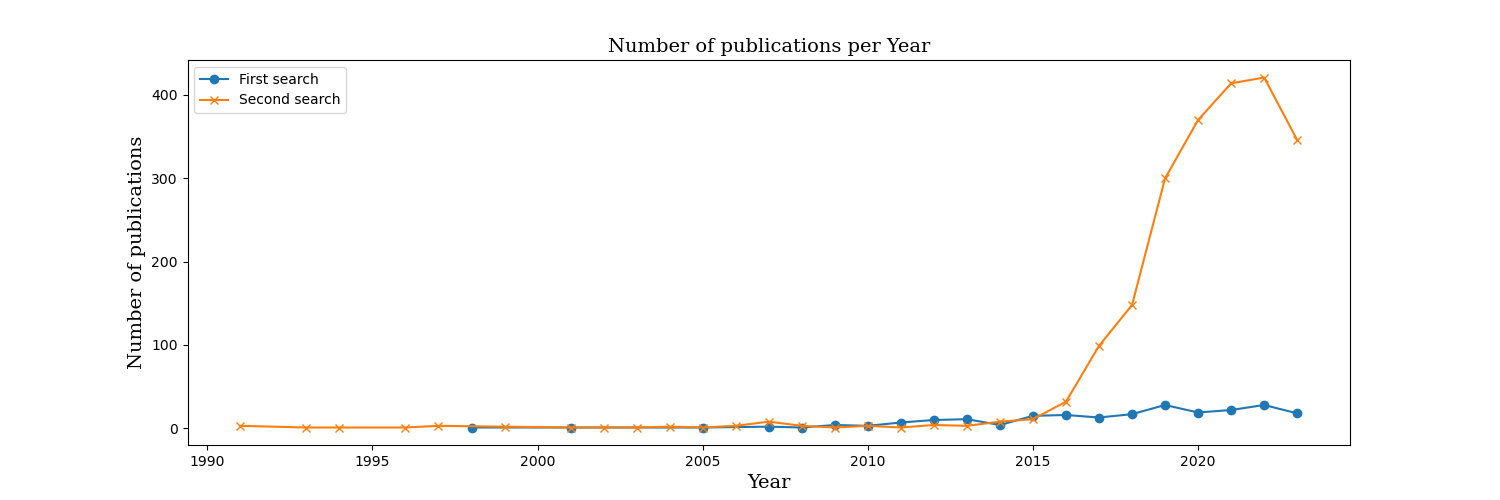 Number of publications per Year
First search
Second search
Number of publications
400
300
200
100
0
1990 1995 2000 2005 2010 2015 2020
Year